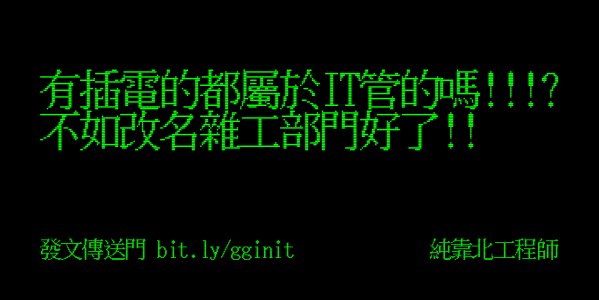 有插電的都屬於IT管的嗎!!!?
不如改名雜工部門好了!!
發文傳送門 bit.ly/gginit
純靠北工程師